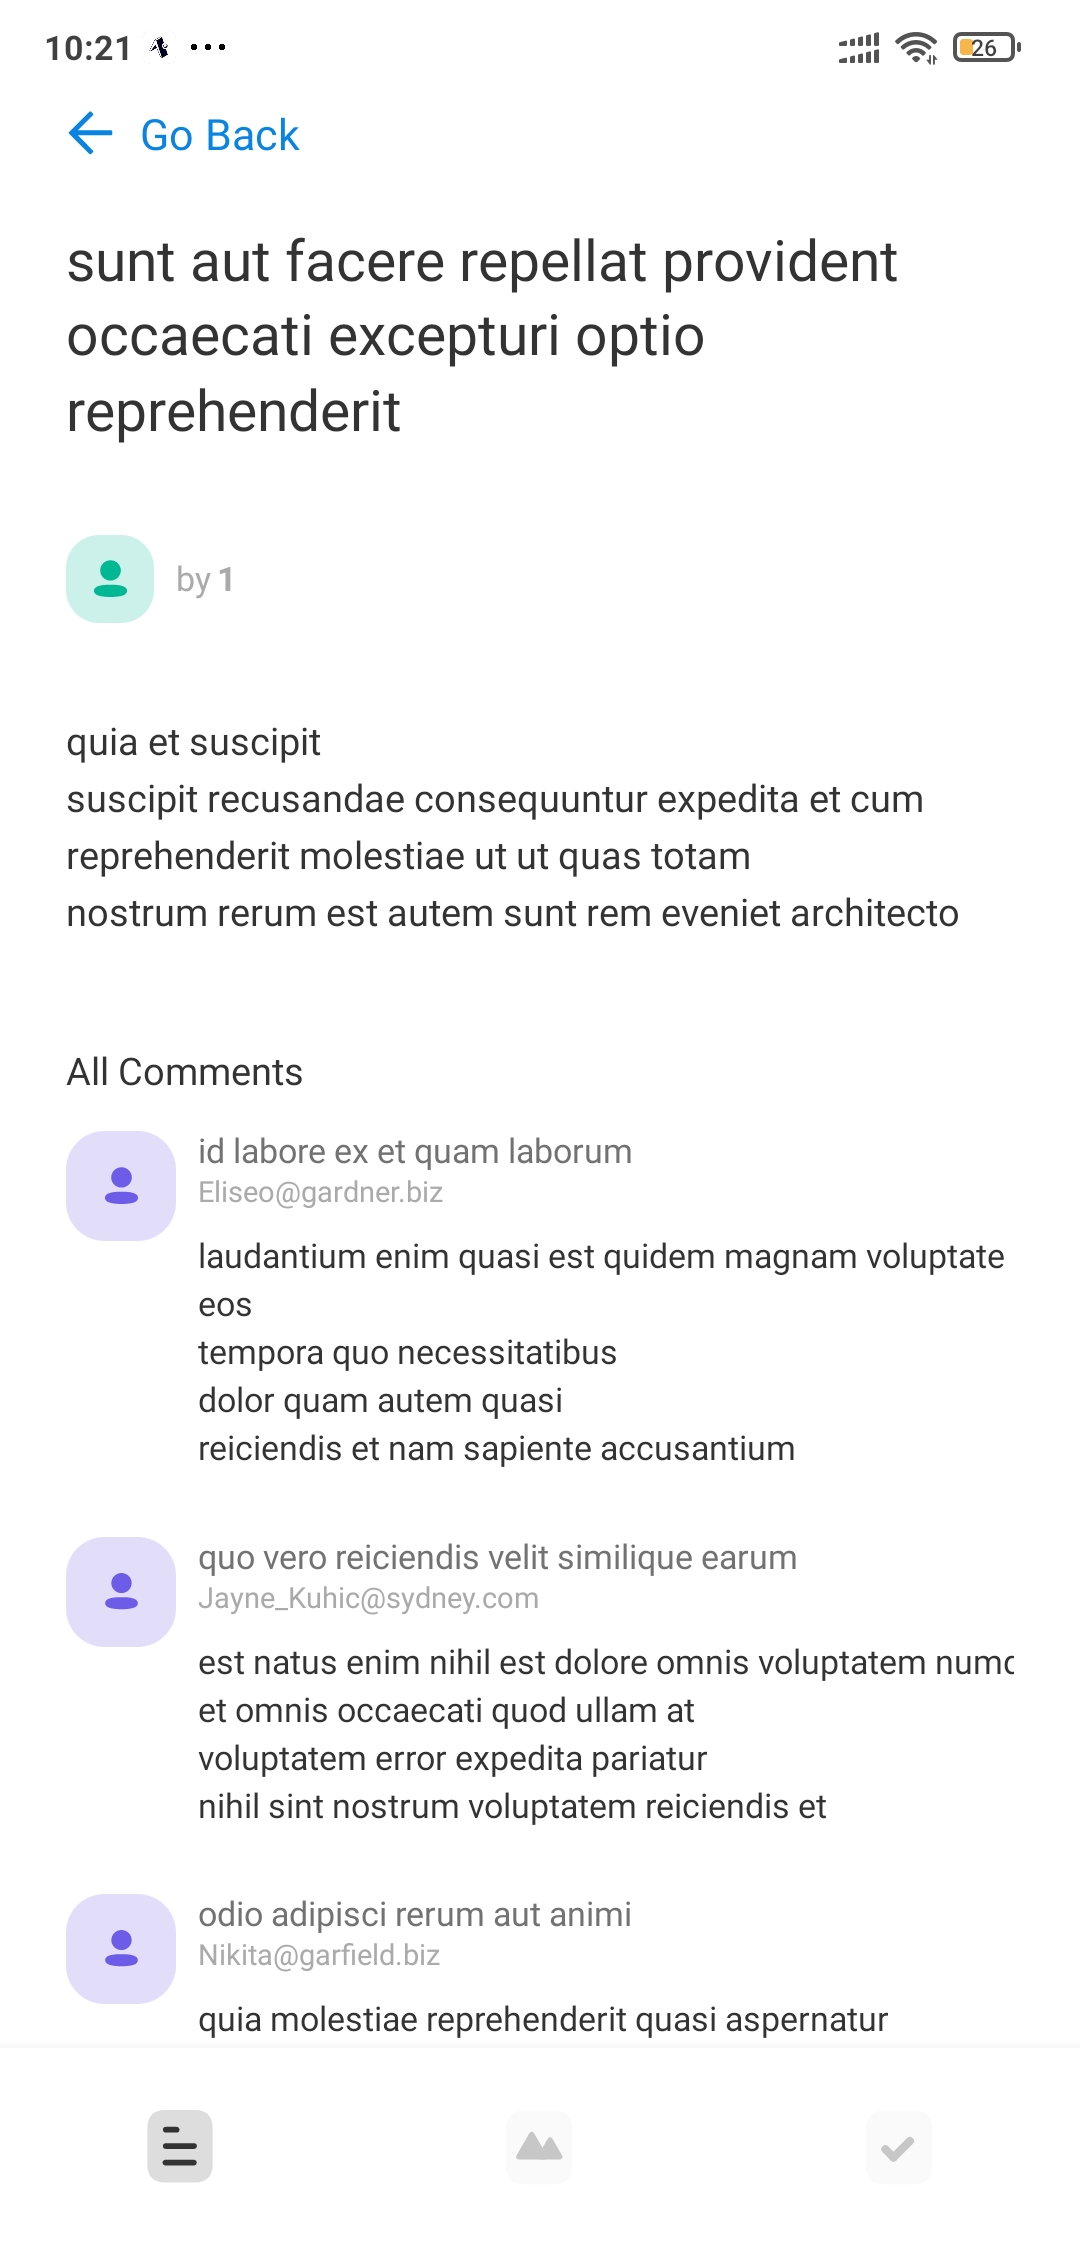 10:21
26
Go Back
sunt aut facere repellat provident
occaecati excepturi optio
reprehenderit
by 1
quia et suscipit
suscipit recusandae consequuntur expedita et cum
reprehenderit molestiae ut ut quas totam
nostrum rerum est autem sunt rem eveniet architecto
All Comments
id labore ex et quam laborum
Eliseo@gardner.biz
laudantium enim quasi est quidem magnam voluptate
eos
tempora quo necessitatibus
dolor quam autem quasi
reiciendis et nam sapiente accusantium
quo vero reiciendis velit similique earum
Jayne_Kuhic@sydney.com
est natus enim nihil est dolore omnis voluptatem
et omnis occaecati quod ullam at
voluptatem error expedita pariatur
nihil sint nostrum voluptatem reiciendis et
odio adipisci rerum aut animi
Nikita@garfield.biz
quia molestiae reprehenderit quasi aspernatur